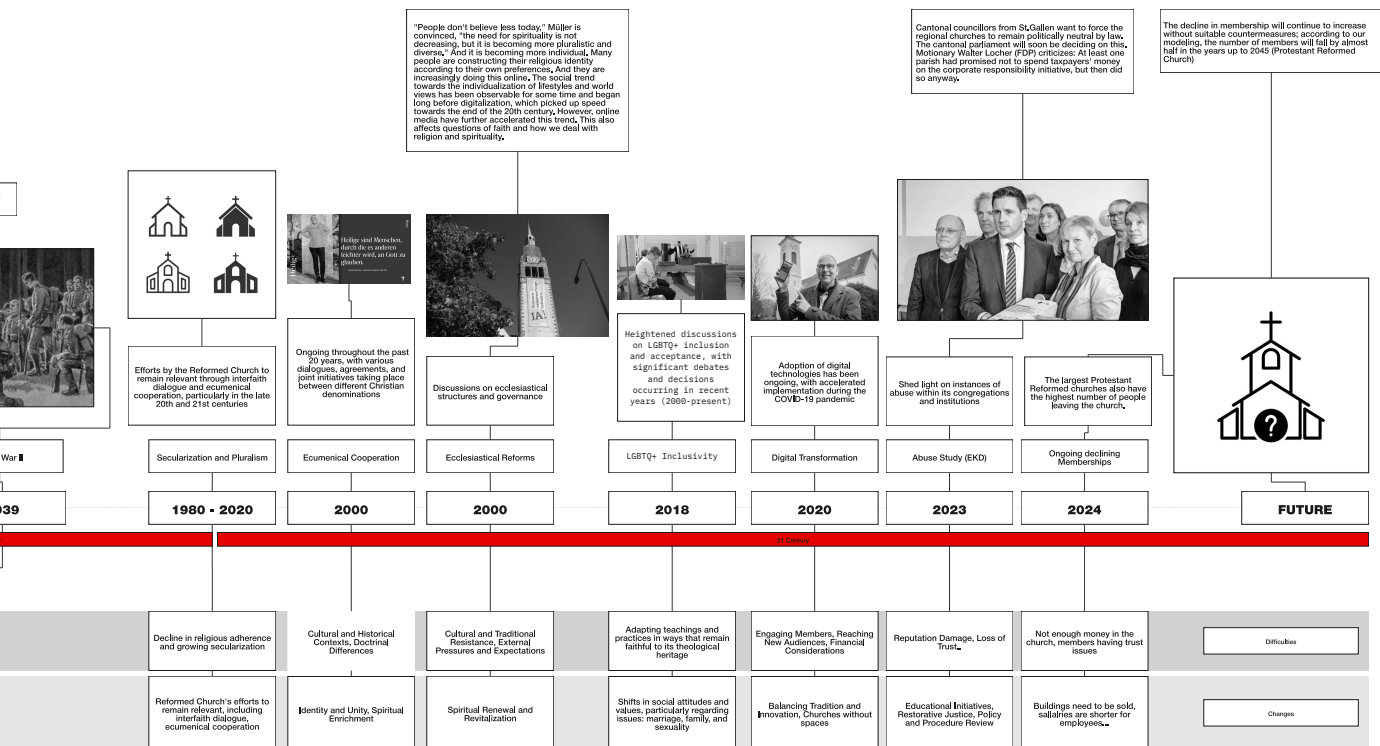 "People don't believe less today," Müller is
convinced, "the need for spirituality is not
decreasing, but it is becoming more pluralistic and
diverse." And it is becoming more individual. Many
people are constructing their religious identity
according to their own preferences. And they are
increasingly doing this online. The social trend
towards the individualization of lifestyles and world
views has been observable for some time and began
long before digitalization, which picked up speed
towards the end of the 20th century. However, online
media have further accelerated this trend. This also
affects questions of faith and how we deal with
religion and spirituality.
Cantonal councillors from St.Gallen want to force the
regional churches to remain politically neutral by law.
The cantonal parliament will soon be deciding on this.
Motionary Walter Locher (FDP) criticizes: At least one
parish had promised not to spend taxpayers' money
on the corporate responsibility initiative, but then did
so anyway.
The decline in membership will continue to increase
without suitable countermeasures; according to our
modeling, the number of members will fall by almost
half in the years up to 2045 (Protestant Reformed
Church)
Heilige sind Menschen,
durch die es anderen
leichter wird, an Gott zu
glauben.
JA!
Efforts by the Reformed Church to
remain relevant through interfaith
dialogue and ecumenical
cooperation, particularly in the late
20th and 21st centuries
Ongoing throughout the past
20 years, with various
dialogues, agreements, and
joint initiatives taking place
between different Christian
denominations
Discussions on ecclesiastical
structures and governance
Heightened discussions
on LGBTQ+ inclusion
and acceptance, with
significant debates
and decisions
occurring in recent
years (2000-present)
Adoption of digital
technologies has been
ongoing, with accelerated
implementation during the
COVID-19 pandemic
Shed light on instances of
abuse within its congregations
and institutions
The largest Protestant
Reformed churches also have
the highest number of people
leaving the church.
?
War II
Secularization and Pluralism
Ecumenical Cooperation
Ecclesiastical Reforms
LGBTQ+ Inclusivity
Digital Transformation
Abuse Study (EKD)
Ongoing declining
Memberships
939
1980 - 2020
2000
2000
2018
2020
2023
2024
FUTURE
21 Century
Decline in religious adherence
and growing secularization
Cultural and Historical
Contexts, Doctrinal
Differences
Cultural and Traditional
Resistance, External
Pressures and Expectations
Adapting teachings and
practices in ways that remain
faithful to its theological
heritage
Engaging Members, Reaching
New Audiences, Financial
Considerations
Reputation Damage, Loss of
Trust...
Not enough money in the
church, members having trust
issues
Difficulties
Reformed Church's efforts to
remain relevant, including
interfaith dialogue,
ecumenical cooperation
Identity and Unity, Spiritual
Enrichment
Spiritual Renewal and
Revitalization
Shifts in social attitudes and
values, particularly regarding
issues: marriage, family, and
sexuality
Balancing Tradition and
Innovation, Churches without
spaces
Educational Initiatives,
Restorative Justice, Policy
and Procedure Review
Buildings need to be sold,
sallalries are shorter for
employees...
Changes